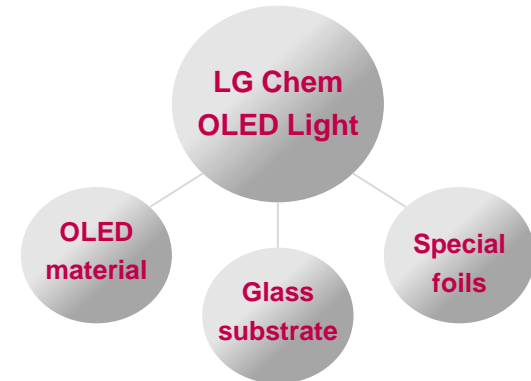 LG Chem
OLED Light
OLED
material
Glass
substrate
Special
foils